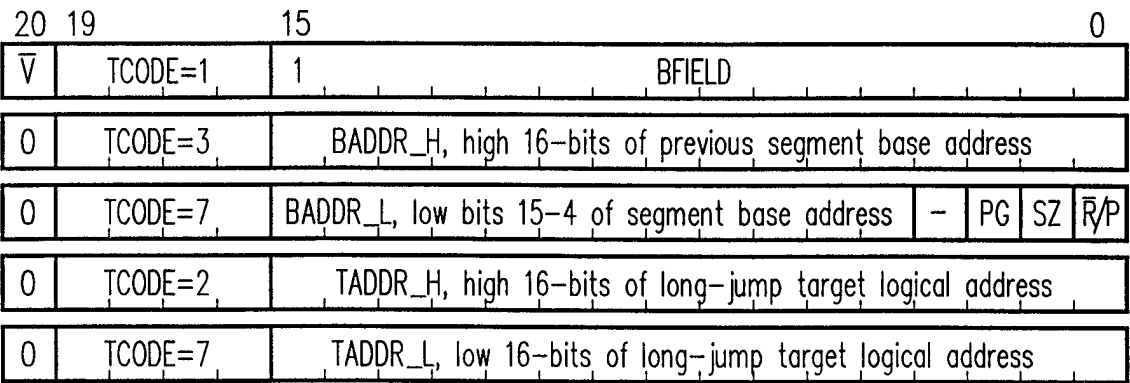 20 19 15 0
V̅ TCODE=1 1 BFIELD
0 TCODE=3 BADDR_H, high 16-bits of previous segment base address
0 TCODE=7 BADDR_L, low bits 15-4 of segment base address - PG SZ R̅/P
0 TCODE=2 TADDR_H, high 16-bits of long-jump target logical address
0 TCODE=7 TADDR_L, low 16-bits of long-jump target logical address